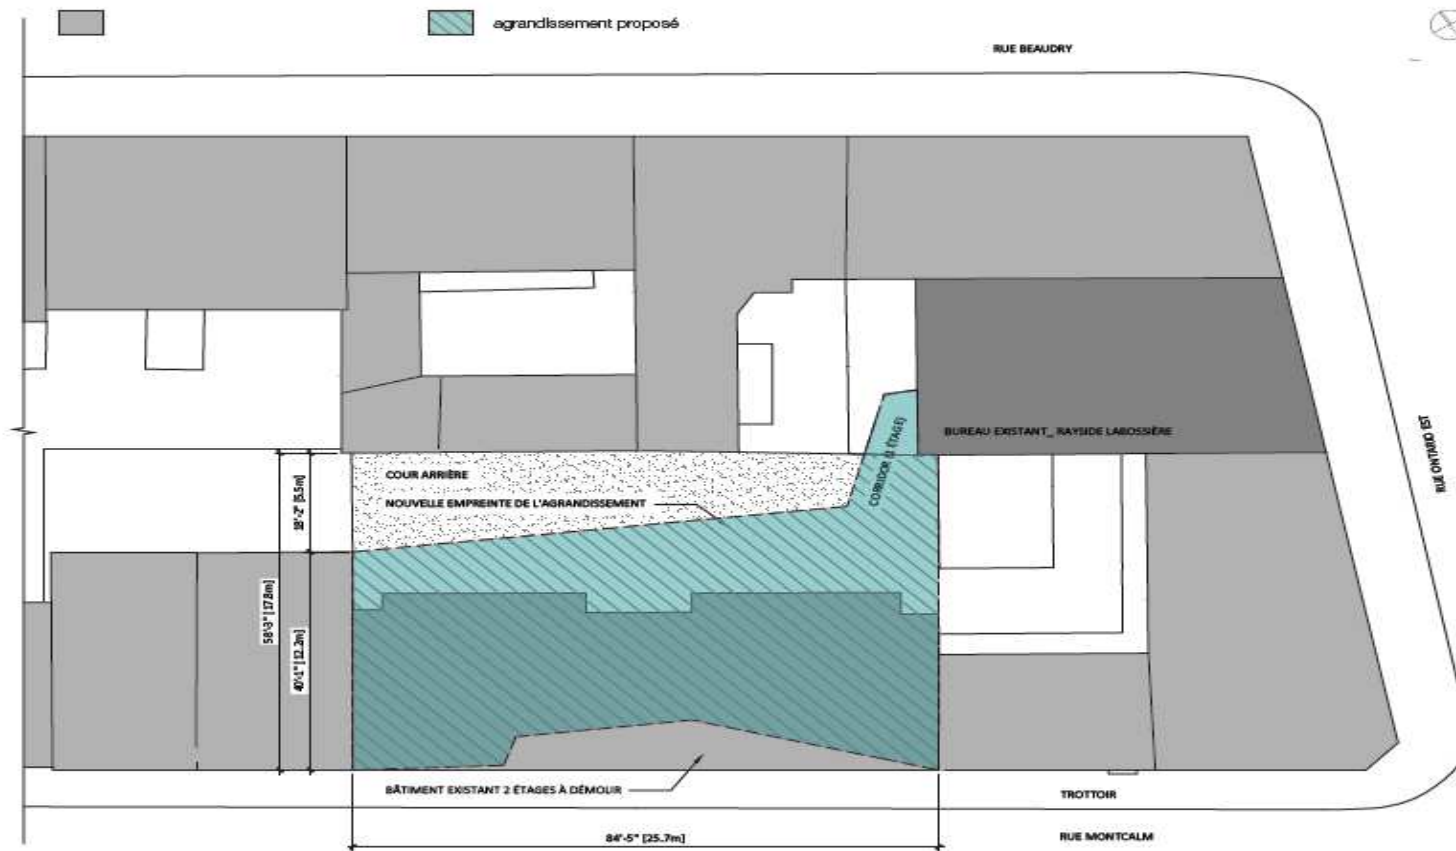 agrandissement proposé
RUE BEAUDRY
RUE ONTARIO EST
BUREAU EXISTANT_ RAYSIDE LABOSSIÈRE
CORRIDOR (2 ÉTAGE)
COUR ARRIÈRE
NOUVELLE EMPREINTE DE L'AGRANDISSEMENT
18'-2" [5.5m]
58'-3" [17.8m]
40'-1" [12.2m]
BÂTIMENT EXISTANT 2 ÉTAGES À DÉMOLIR
TROTTOIR
84'-5" [25.7m]
RUE MONTCALM